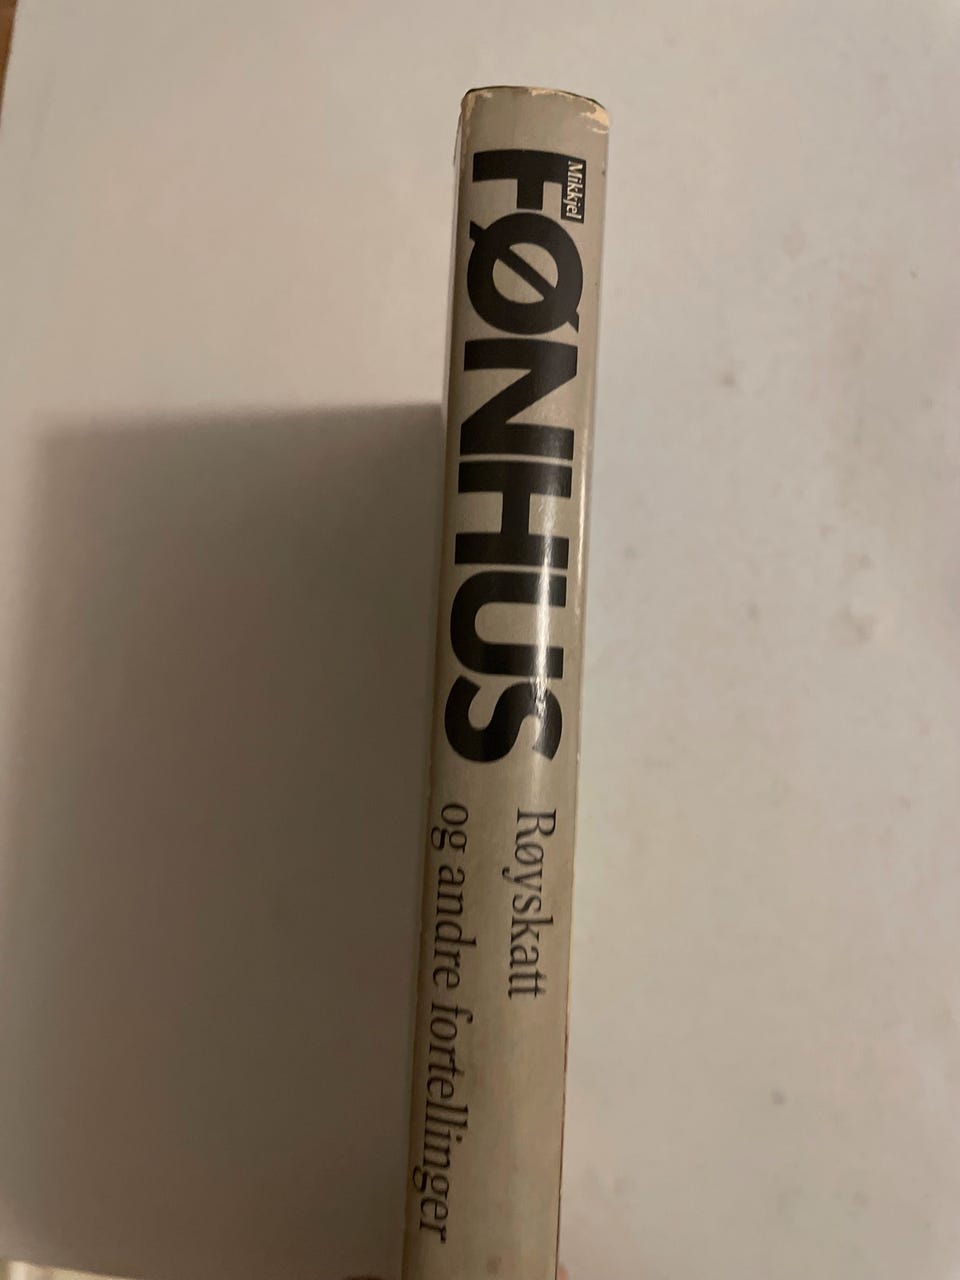 Mikkjel
FØNHUS
Røyskatt
og andre fortellinger